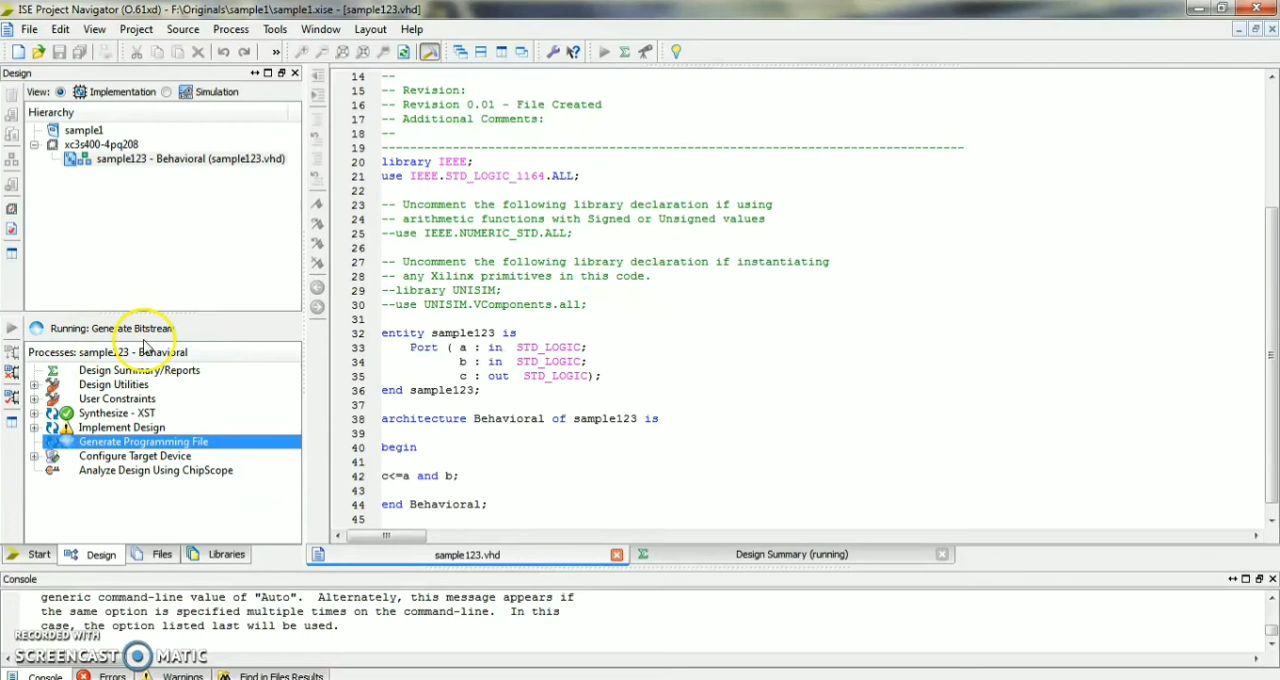 ISE Project Navigator (O.61xd) - F:\Originals\sample1\sample1.xise - [sample123.vhd]
File Edit View Project Source Process Tools Window Layout Help
Design
View: Implementation Simulation
Hierarchy
sample1
xc3s400-4pq208
sample123 - Behavioral (sample123.vhd)
Running: Generate Bitstream
Processes: sample123 - Behavioral
Design Summary/Reports
Design Utilities
User Constraints
Synthesize - XST
Implement Design
Generate Programming File
Configure Target Device
Analyze Design Using ChipScope
Start Design Files Libraries
14 --
15 -- Revision:
16 -- Revision 0.01 - File Created
17 -- Additional Comments:
18 --
19 ----------------------------------------------------------------------------------
20 library IEEE;
21 use IEEE.STD_LOGIC_1164.ALL;
22
23 -- Uncomment the following library declaration if using
24 -- arithmetic functions with Signed or Unsigned values
25 --use IEEE.NUMERIC_STD.ALL;
26
27 -- Uncomment the following library declaration if instantiating
28 -- any Xilinx primitives in this code.
29 --library UNISIM;
30 --use UNISIM.VComponents.all;
31
32 entity sample123 is
33 Port ( a : in STD_LOGIC;
34 b : in STD_LOGIC;
35 c : out STD_LOGIC);
36 end sample123;
37
38 architecture Behavioral of sample123 is
39
40 begin
41
42 c<=a and b;
43
44 end Behavioral;
45
sample123.vhd Design Summary (running)
Console
generic command-line value of "Auto". Alternately, this message appears if
the same option is specified multiple times on the command-line. In this
case, the option listed last will be used.
RECORDED WITH
SCREENCAST MATIC
Console Errors Warnings Find in Files Results